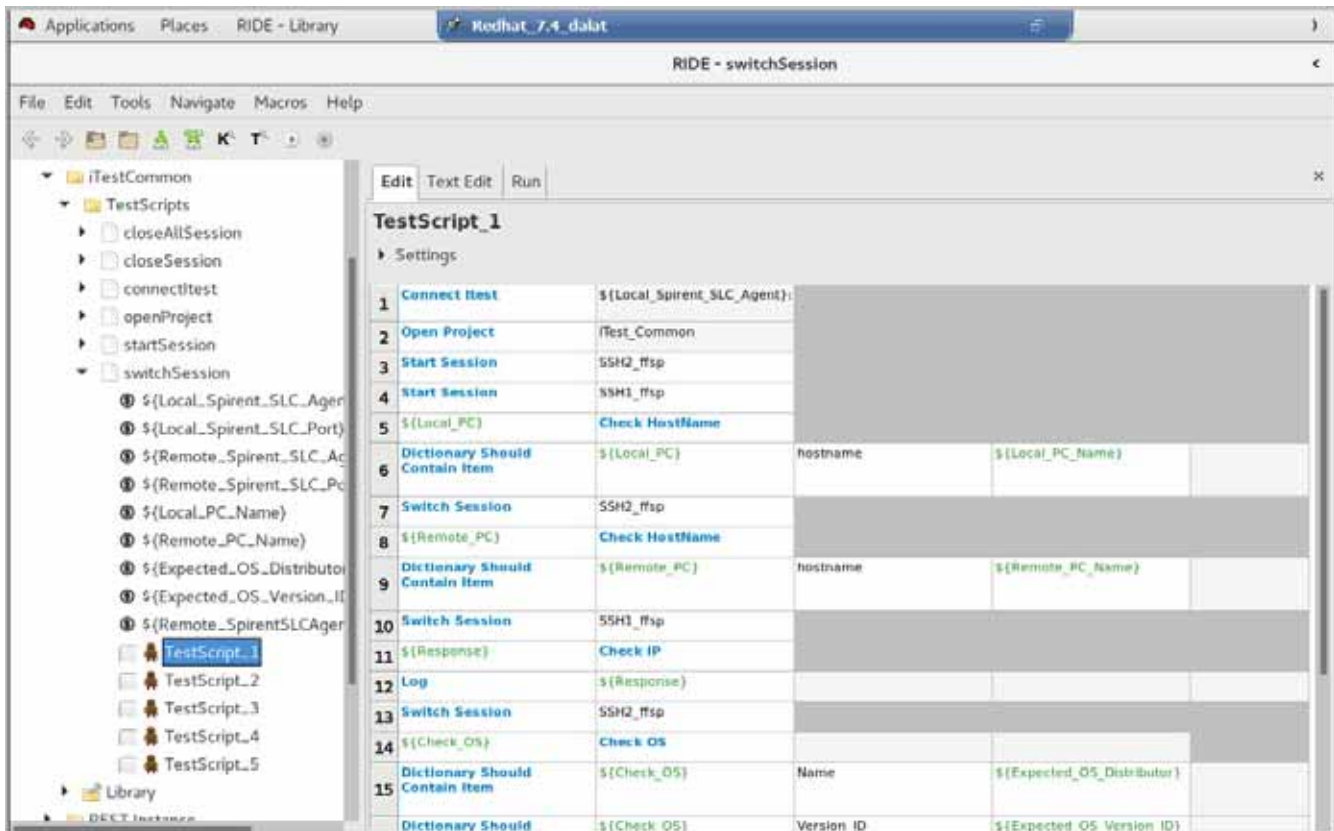 Applications Places RIDE - Library Redhat_7.4_dalat
RIDE - switchSession
File Edit Tools Navigate Macros Help
iTestCommon
TestScripts
closeAllSession
closeSession
connectItest
openProject
startSession
switchSession
${Local_Spirent_SLC_Agen
${Local_Spirent_SLC_Port}
${Remote_Spirent_SLC_Ag
${Remote_Spirent_SLC_Po
${Local_PC_Name}
${Remote_PC_Name}
${Expected_OS_Distributo
${Expected_OS_Version_ID
${Remote_SpirentSLCAger
TestScript_1
TestScript_2
TestScript_3
TestScript_4
TestScript_5
Library
REST Instance
Edit Text Edit Run
TestScript_1
Settings
1 Connect Itest ${Local_Spirent_SLC_Agent}:
2 Open Project iTest_Common
3 Start Session SSH2_ffsp
4 Start Session SSH1_ffsp
5 ${Local_PC} Check HostName
6 Dictionary Should Contain Item ${Local_PC} hostname ${Local_PC_Name}
7 Switch Session SSH2_ffsp
8 ${Remote_PC} Check HostName
9 Dictionary Should Contain Item ${Remote_PC} hostname ${Remote_PC_Name}
10 Switch Session SSH1_ffsp
11 ${Response} Check IP
12 Log ${Response}
13 Switch Session SSH2_ffsp
14 ${Check_OS} Check OS
15 Dictionary Should Contain Item ${Check_OS} Name ${Expected_OS_Distributor}
Dictionary Should ${Check_OS} Version_ID ${Expected_OS_Version_ID}